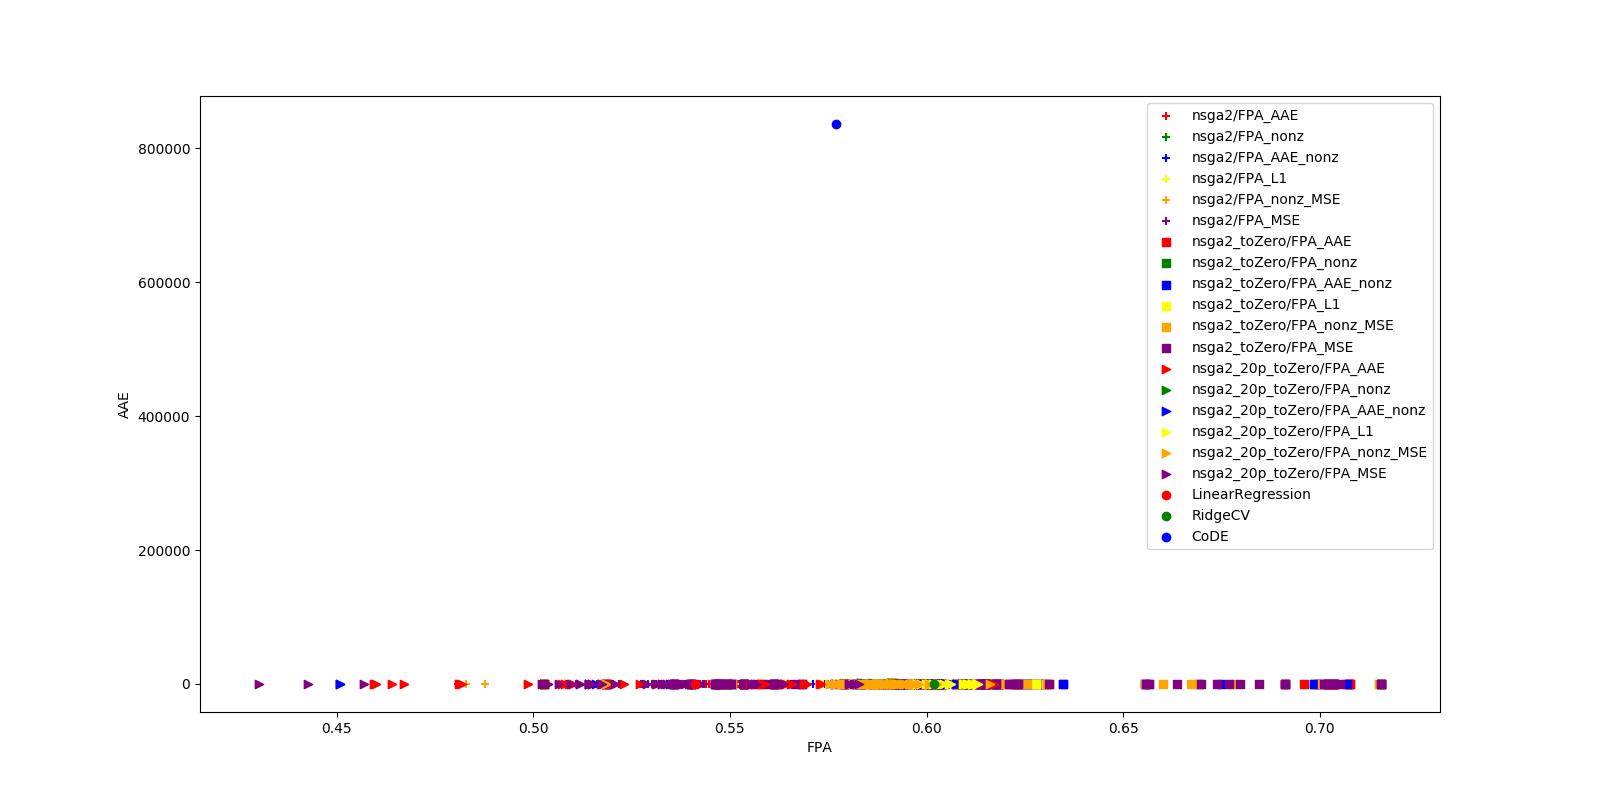 nsga2/FPA_AAE
nsga2/FPA_nonz
nsga2/FPA_AAE_nonz
nsga2/FPA_L1
nsga2/FPA_nonz_MSE
nsga2/FPA_MSE
nsga2_toZero/FPA_AAE
nsga2_toZero/FPA_nonz
nsga2_toZero/FPA_AAE_nonz
nsga2_toZero/FPA_L1
nsga2_toZero/FPA_nonz_MSE
nsga2_toZero/FPA_MSE
nsga2_20p_toZero/FPA_AAE
nsga2_20p_toZero/FPA_nonz
nsga2_20p_toZero/FPA_AAE_nonz
nsga2_20p_toZero/FPA_L1
nsga2_20p_toZero/FPA_nonz_MSE
nsga2_20p_toZero/FPA_MSE
LinearRegression
RidgeCV
CoDE
800000
600000
400000
200000
0
AAE
0.45 0.50 0.55 0.60 0.65 0.70
FPA